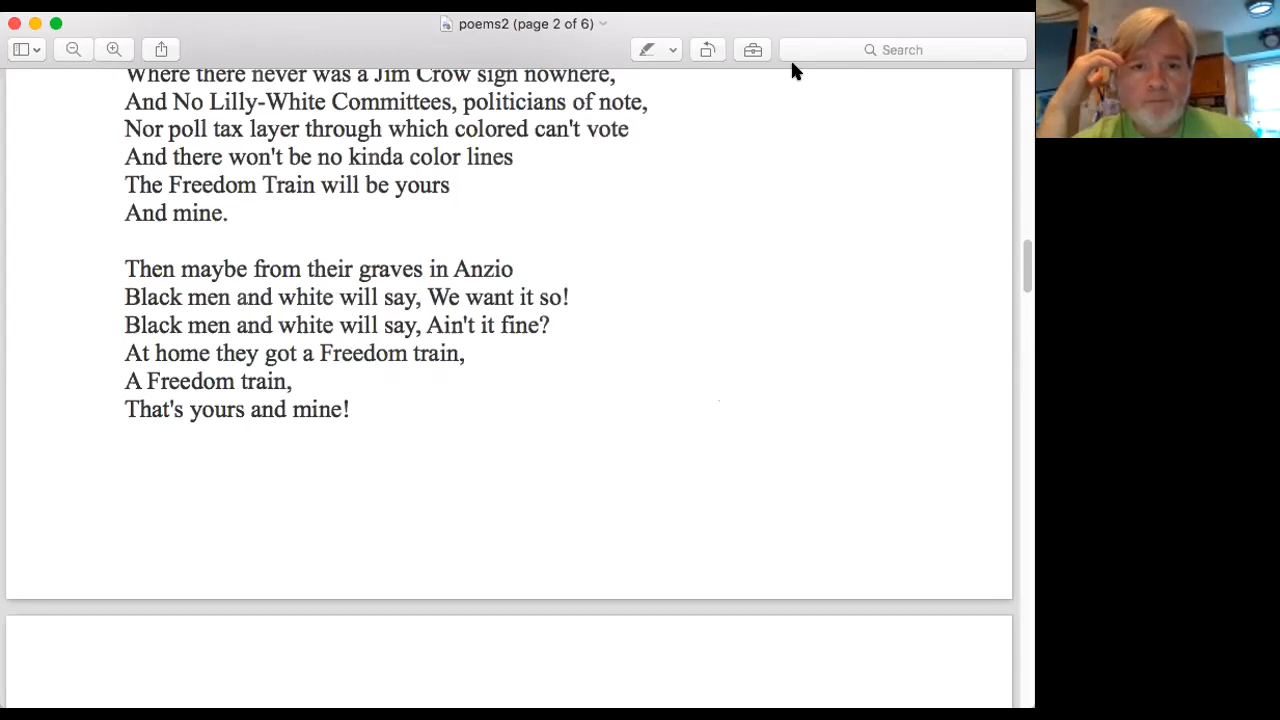 poems2 (page 2 of 6)
Search
Where there never was a Jim Crow sign nowhere,
And No Lilly-White Committees, politicians of note,
Nor poll tax layer through which colored can't vote
And there won't be no kinda color lines
The Freedom Train will be yours
And mine.
Then maybe from their graves in Anzio
Black men and white will say, We want it so!
Black men and white will say, Ain't it fine?
At home they got a Freedom train,
A Freedom train,
That's yours and mine!